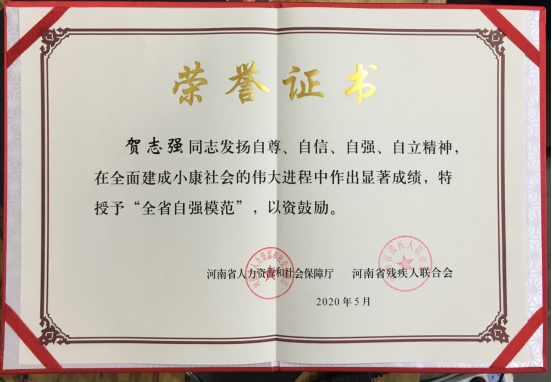 荣誉证书
贺志强同志发扬自尊、自信、自强、自立精神，
在全面建成小康社会的伟大进程中作出显著成绩，特
授予“全省自强模范”，以资鼓励。
河南省人力资源和社会保障厅 河南省残疾人联合会
2020年5月